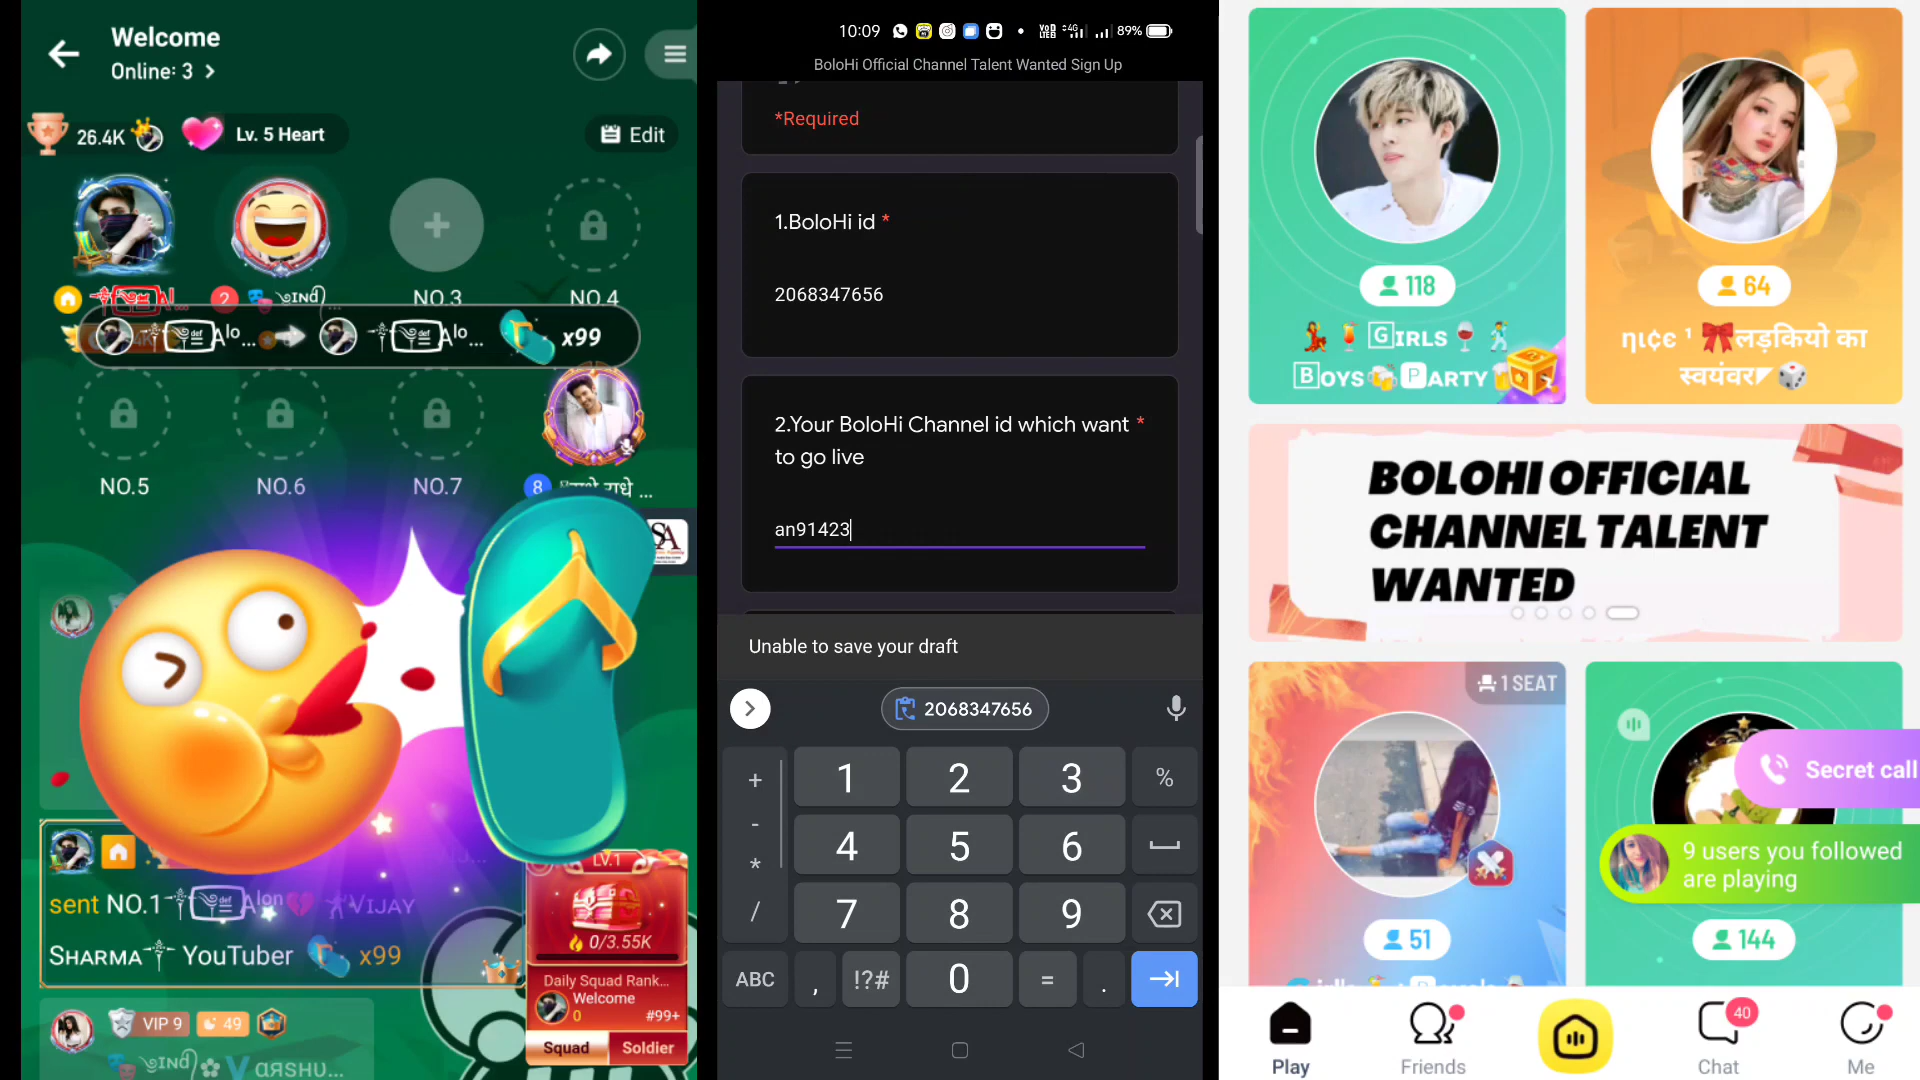 Welcome
Online: 3 >
26.4K
Lv. 5 Heart
Edit
2
NO.3
NO.4
x99
NO.5
NO.6
NO.7
8
SA
sent NO.1
SHARMA YouTuber x99
VIJAY
LV.1
0/3.55K
Daily Squad Rank...
Welcome
0
#99+
Squad
Soldier
VIP 9
49
10:09
89%
BoloHi Official Channel Talent Wanted Sign Up
*Required
1.BoloHi id *
2068347656
2.Your BoloHi Channel id which want *
to go live
an91423
Unable to save your draft
2068347656
+ 1 2 3 %
- 4 5 6
*
/ 7 8 9
ABC , !?# 0 = .
118
GIRLS
BOYS PARTY
64
ηι¢є ¹ लड़कियो का
स्वयंवर
BOLOHI OFFICIAL
CHANNEL TALENT
WANTED
1 SEAT
Secret call
9 users you followed
are playing
51
144
40
Play
Friends
Chat
Me